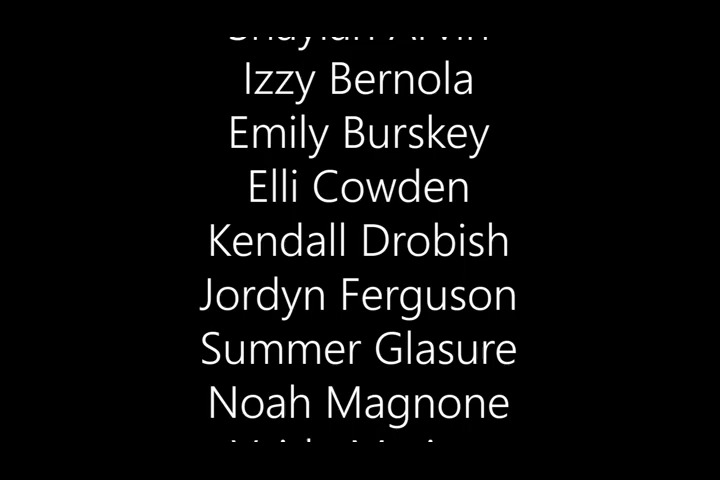 Izzy Bernola
Emily Burskey
Elli Cowden
Kendall Drobish
Jordyn Ferguson
Summer Glasure
Noah Magnone